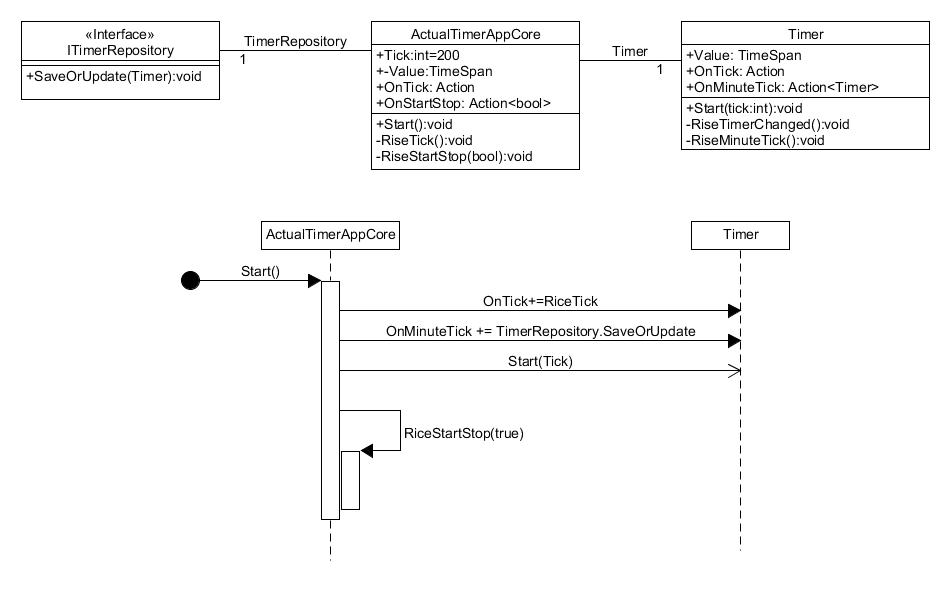 «Interface»
ITimerRepository
+SaveOrUpdate(Timer):void
TimerRepository
1
ActualTimerAppCore
+Tick:int=200
+-Value:TimeSpan
+OnTick: Action
+OnStartStop: Action<bool>
+Start():void
-RiseTick():void
-RiseStartStop(bool):void
Timer
1
Timer
+Value: TimeSpan
+OnTick: Action
+OnMinuteTick: Action<Timer>
+Start(tick:int):void
-RiseTimerChanged():void
-RiseMinuteTick():void
ActualTimerAppCore
Timer
Start()
OnTick+=RiceTick
OnMinuteTick += TimerRepository.SaveOrUpdate
Start(Tick)
RiceStartStop(true)